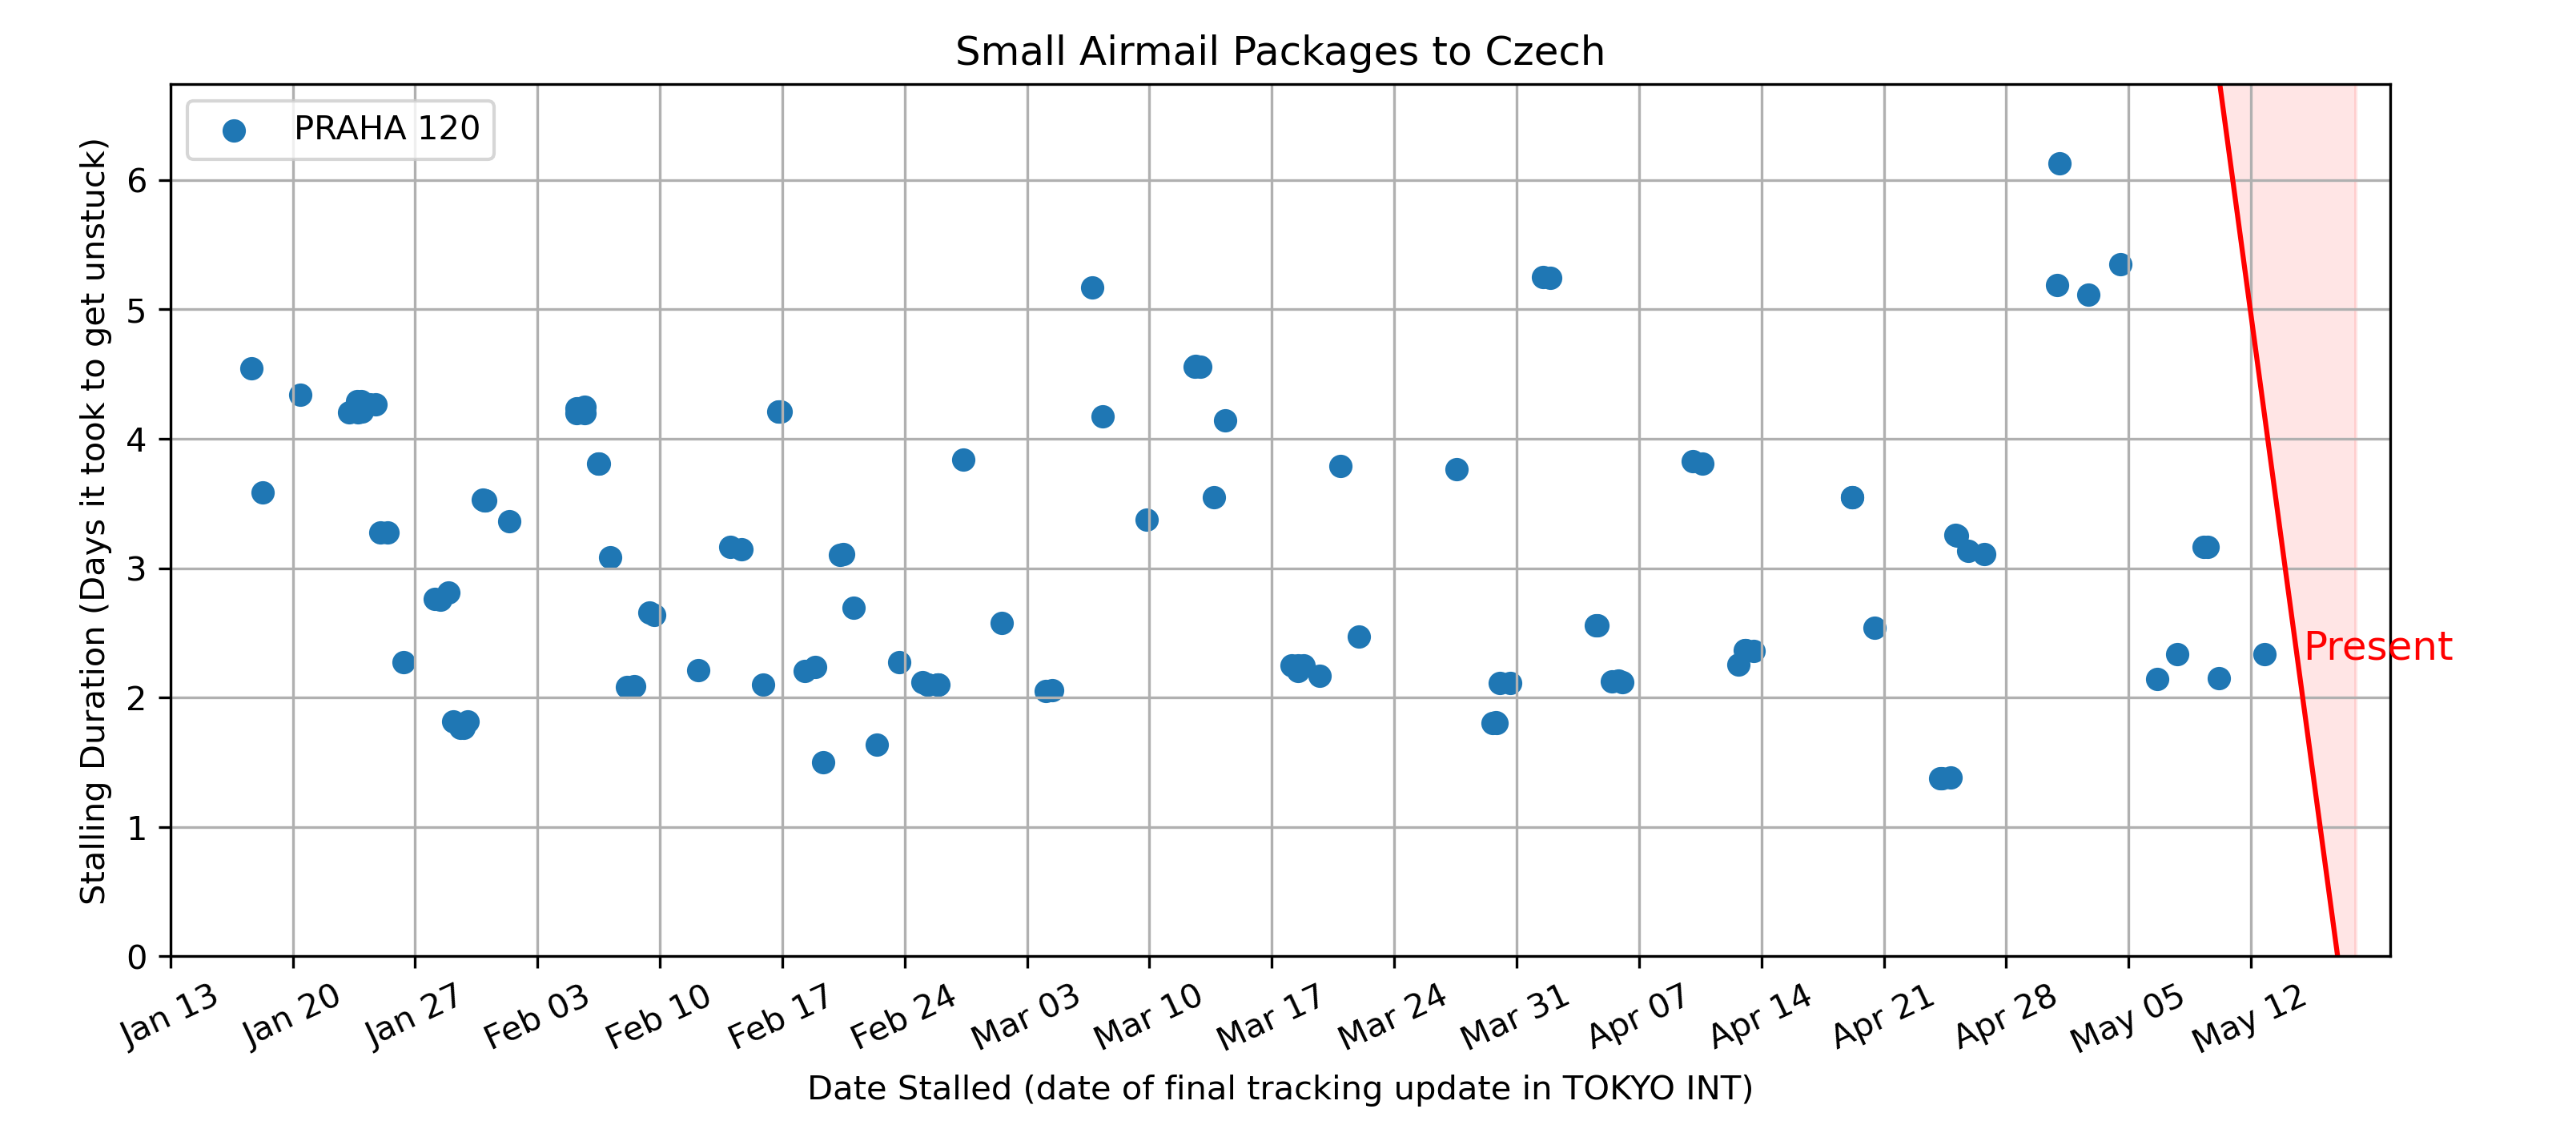 Small Airmail Packages to Czech
PRAHA 120
Stalling Duration (Days it took to get unstuck)
6
5
4
3
2
1
0
Present
Jan 13
Jan 20
Jan 27
Feb 03
Feb 10
Feb 17
Feb 24
Mar 03
Mar 10
Mar 17
Mar 24
Mar 31
Apr 07
Apr 14
Apr 21
Apr 28
May 05
May 12
Date Stalled (date of final tracking update in TOKYO INT)